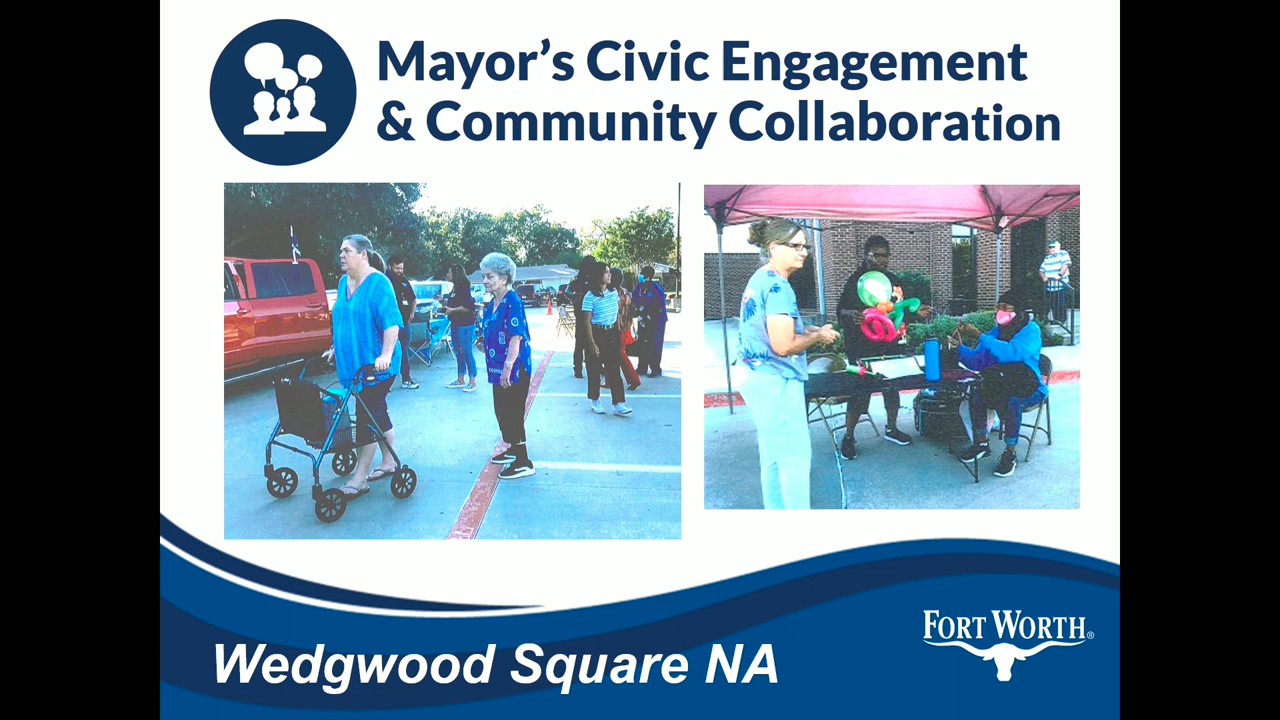 Mayor's Civic Engagement
& Community Collaboration
Wedgwood Square NA
FORT WORTH®